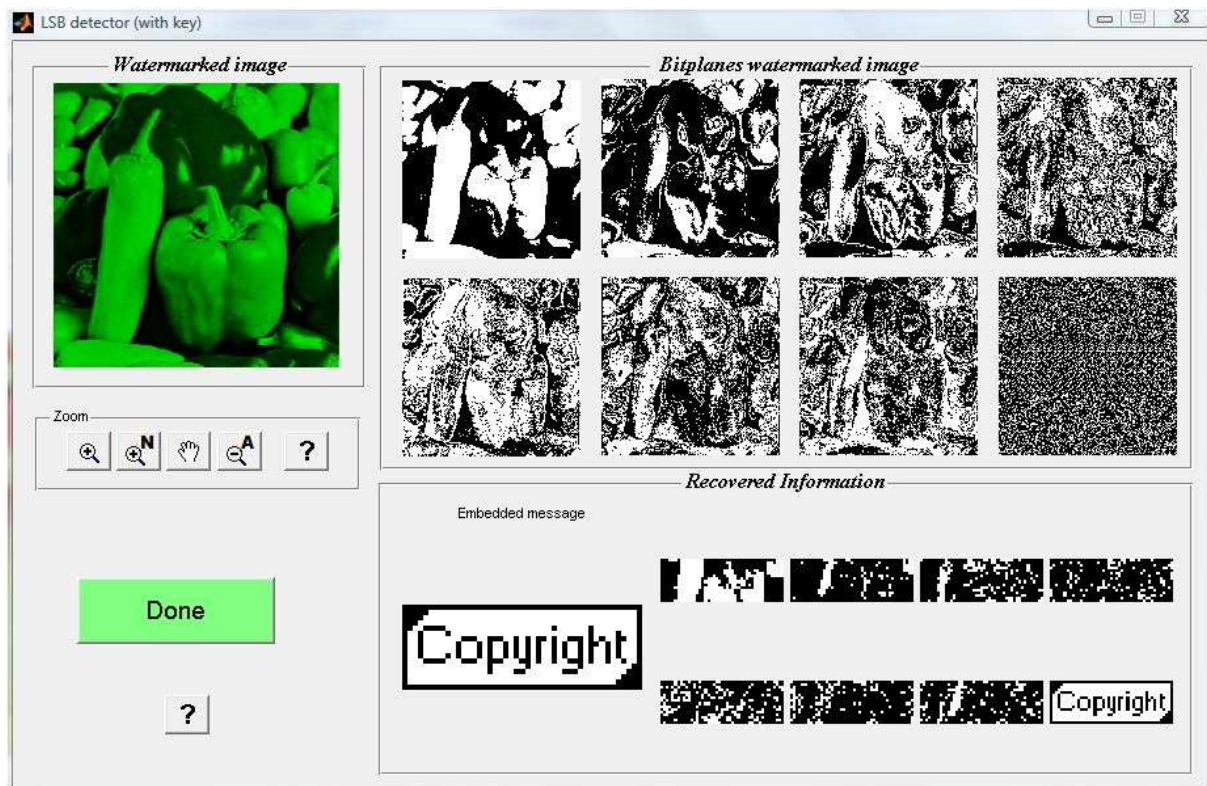 LSB detector (with key)
Watermarked image
Bitplanes watermarked image
Zoom
N
A
?
Recovered Information
Embedded message
Done
Copyright
Copyright
?